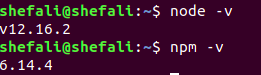 shefali@shefali:~$ node -v
v12.16.2
shefali@shefali:~$ npm -v
6.14.4